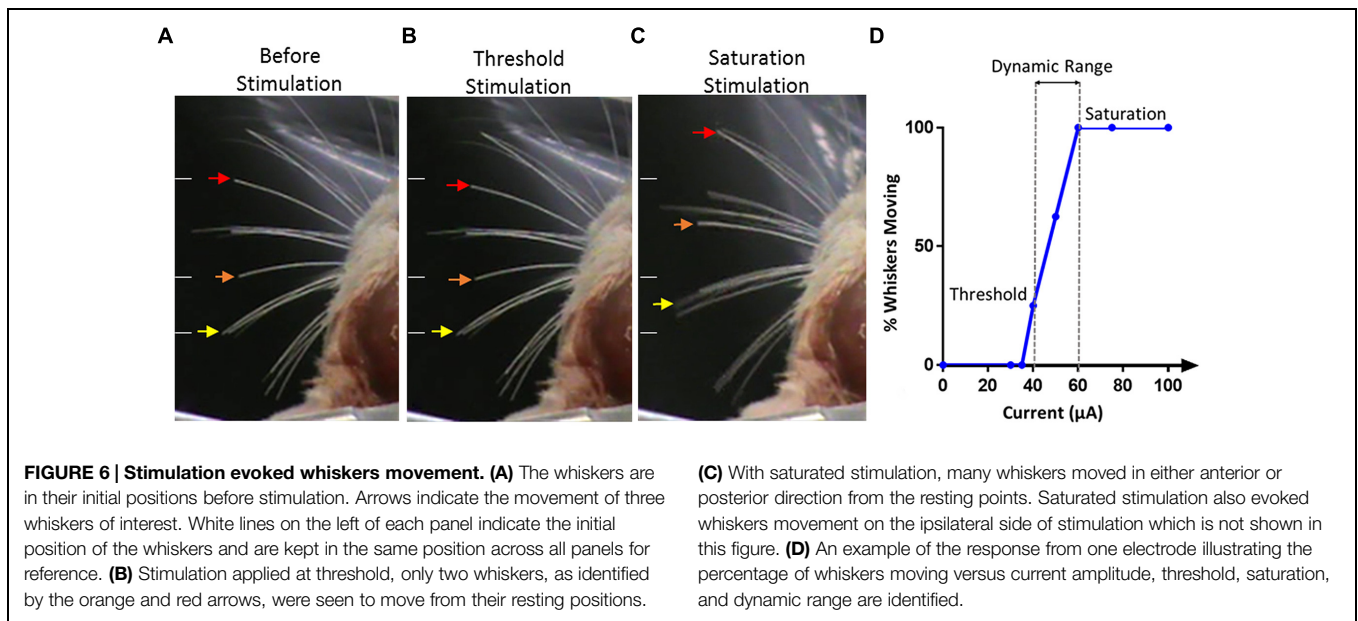 A
Before
Stimulation
B
Threshold
Stimulation
C
Saturation
Stimulation
D
Dynamic Range
Saturation
Threshold
% Whiskers Moving
100
50
0
0 20 40 60 80 100
Current (µA)
FIGURE 6 | Stimulation evoked whiskers movement. (A) The whiskers are
in their initial positions before stimulation. Arrows indicate the movement of three
whiskers of interest. White lines on the left of each panel indicate the initial
position of the whiskers and are kept in the same position across all panels for
reference. (B) Stimulation applied at threshold, only two whiskers, as identified
by the orange and red arrows, were seen to move from their resting positions.
(C) With saturated stimulation, many whiskers moved in either anterior or
posterior direction from the resting points. Saturated stimulation also evoked
whiskers movement on the ipsilateral side of stimulation which is not shown in
this figure. (D) An example of the response from one electrode illustrating the
percentage of whiskers moving versus current amplitude, threshold, saturation,
and dynamic range are identified.